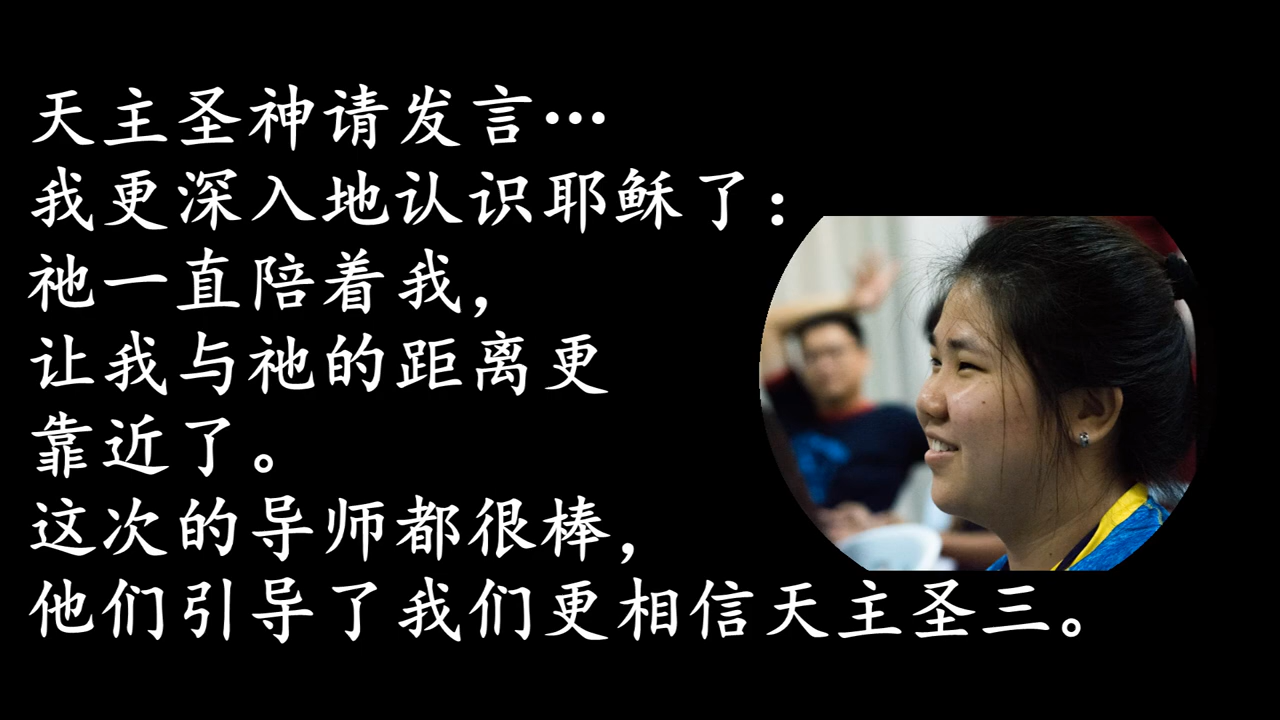 天主圣神请发言…
我更深入地认识耶稣了：
祂一直陪着我，
让我与祂的距离更
靠近了。
这次的导师都很棒，
他们引导了我们更相信天主圣三。